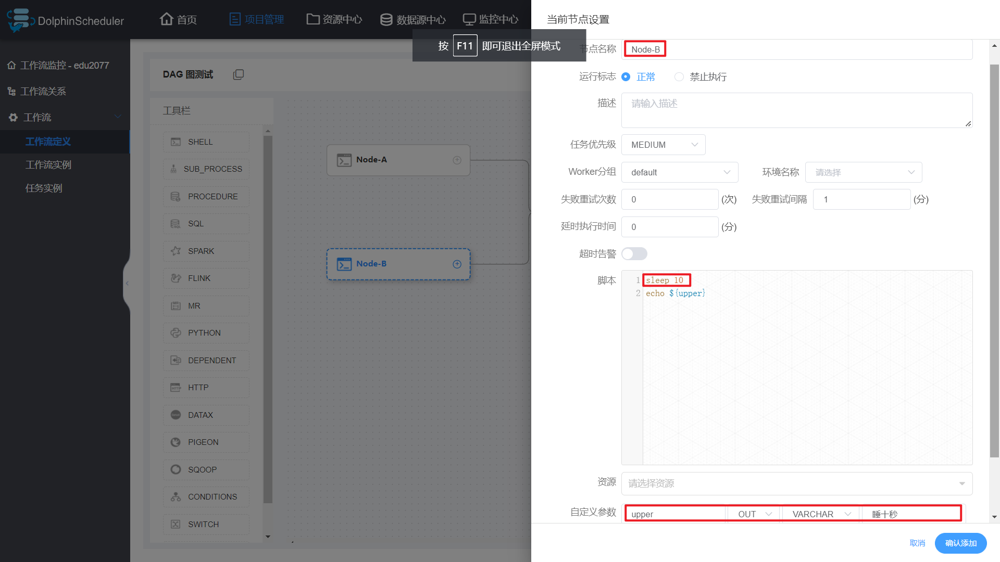 DolphinScheduler
首页
项目管理
资源中心
数据源中心
监控中心
按 F11 即可退出全屏模式
工作流监控 - edu2077
工作流关系
工作流
工作流定义
工作流实例
任务实例
DAG 图测试
工具栏
SHELL
SUB_PROCESS
PROCEDURE
SQL
SPARK
FLINK
MR
PYTHON
DEPENDENT
HTTP
DATAX
PIGEON
SQOOP
CONDITIONS
SWITCH
Node-A
Node-B
当前节点设置
节点名称 Node-B
运行标志 正常 禁止执行
描述 请输入描述
任务优先级 MEDIUM
Worker分组 default 环境名称 请选择
失败重试次数 0 (次) 失败重试间隔 1 (分)
延时执行时间 0 (分)
超时告警
脚本
1 sleep 10
2 echo ${upper}
资源 请选择资源
自定义参数 upper OUT VARCHAR 睡十秒
取消 确认添加